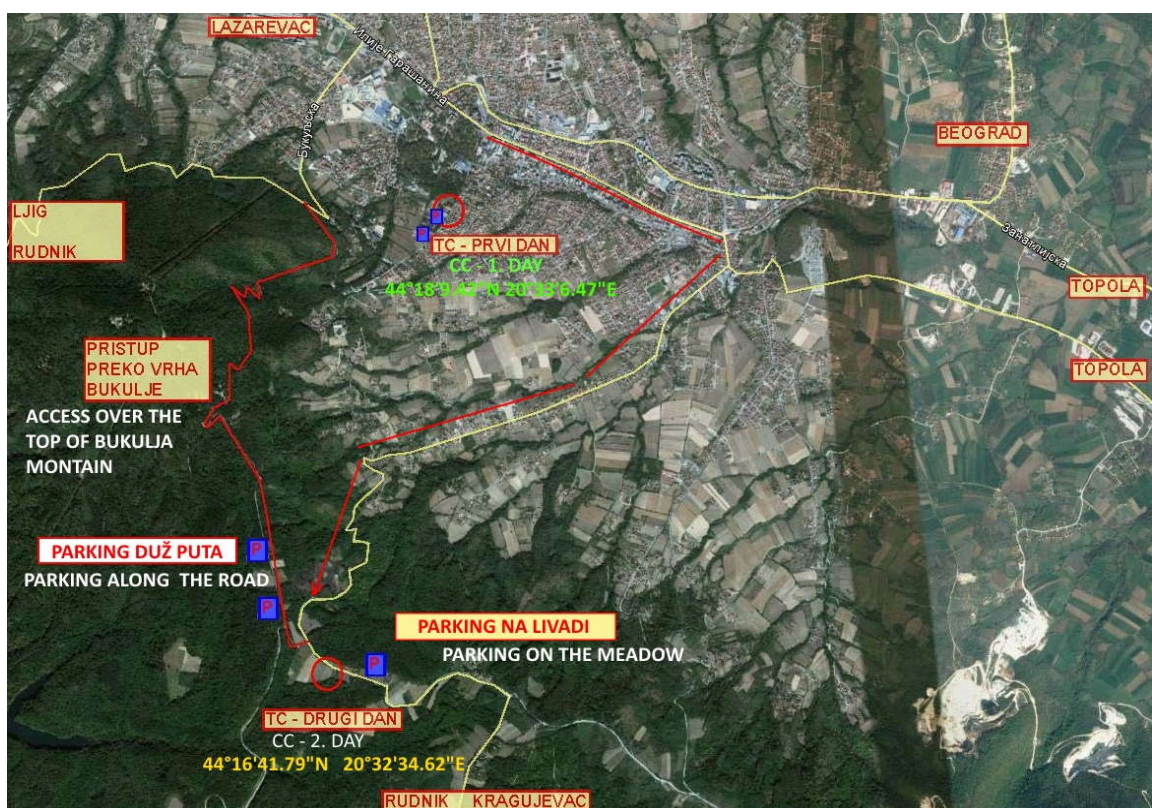 LAZAREVAC
Илије Гарашанина
Букуљска
BEOGRAD
LJIG
RUDNIK
P
P
TC - PRVI DAN
CC - 1. DAY
44°18'9.42"N 20°33'6.47"E
Занатлијска
TOPOLA
TOPOLA
PRISTUP
PREKO VRHA
BUKULJE
ACCESS OVER THE
TOP OF BUKULJA
MONTAIN
PARKING DUŽ PUTA
P
PARKING ALONG THE ROAD
P
PARKING NA LIVADI
PARKING ON THE MEADOW
P
TC - DRUGI DAN
CC - 2. DAY
44°16'41.79"N 20°32'34.62"E
RUDNIK KRAGUJEVAC